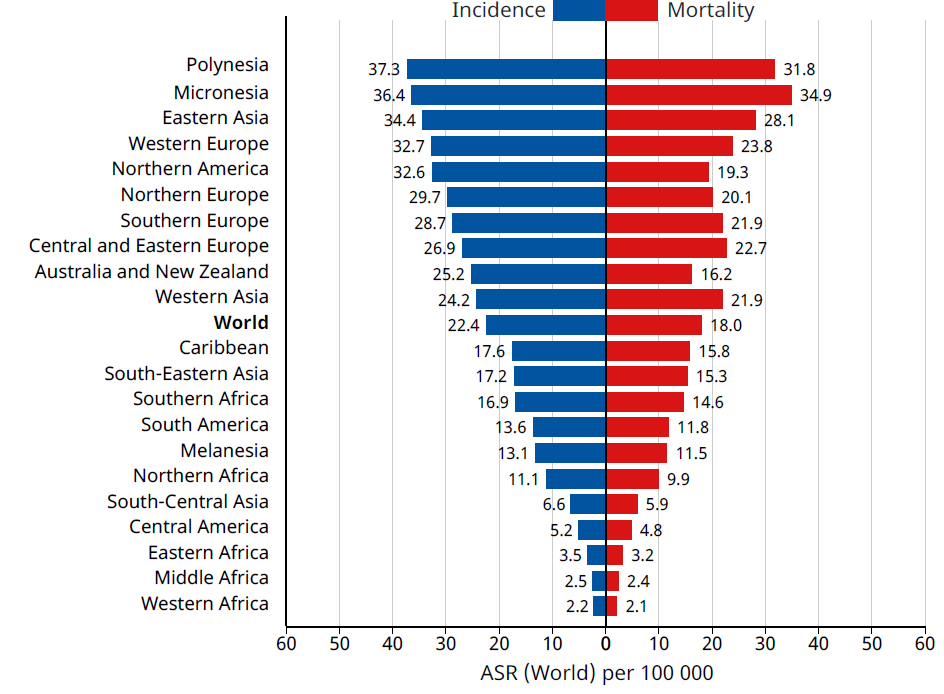 Incidence Mortality
Polynesia 37.3 31.8
Micronesia 36.4 34.9
Eastern Asia 34.4 28.1
Western Europe 32.7 23.8
Northern America 32.6 19.3
Northern Europe 29.7 20.1
Southern Europe 28.7 21.9
Central and Eastern Europe 26.9 22.7
Australia and New Zealand 25.2 16.2
Western Asia 24.2 21.9
World 22.4 18.0
Caribbean 17.6 15.8
South-Eastern Asia 17.2 15.3
Southern Africa 16.9 14.6
South America 13.6 11.8
Melanesia 13.1 11.5
Northern Africa 11.1 9.9
South-Central Asia 6.6 5.9
Central America 5.2 4.8
Eastern Africa 3.5 3.2
Middle Africa 2.5 2.4
Western Africa 2.2 2.1
60 50 40 30 20 10 0 10 20 30 40 50 60
ASR (World) per 100 000